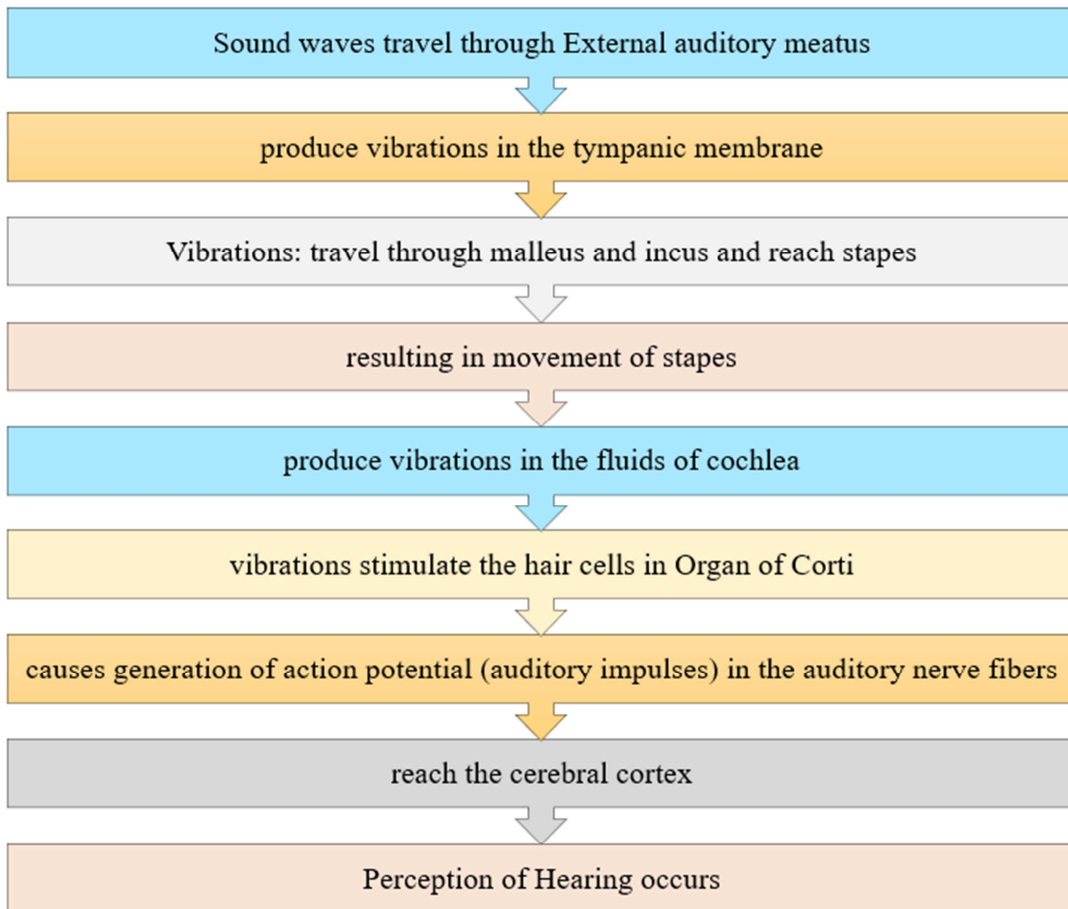 Sound waves travel through External auditory meatus
produce vibrations in the tympanic membrane
Vibrations: travel through malleus and incus and reach stapes
resulting in movement of stapes
produce vibrations in the fluids of cochlea
vibrations stimulate the hair cells in Organ of Corti
causes generation of action potential (auditory impulses) in the auditory nerve fibers
reach the cerebral cortex
Perception of Hearing occurs